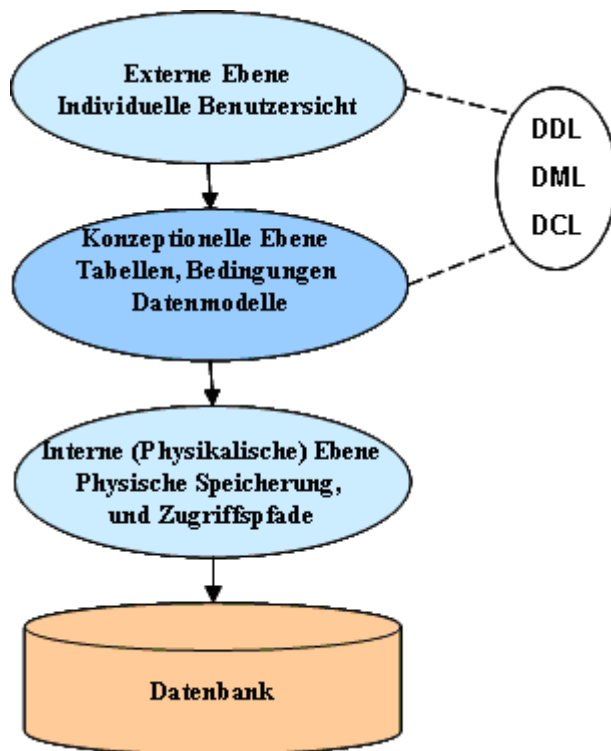 Externe Ebene
Individuelle Benutzersicht
DDL
DML
DCL
Konzeptionelle Ebene
Tabellen, Bedingungen
Datenmodelle
Interne (Physikalische) Ebene
Physische Speicherung,
und Zugriffspfade
Datenbank